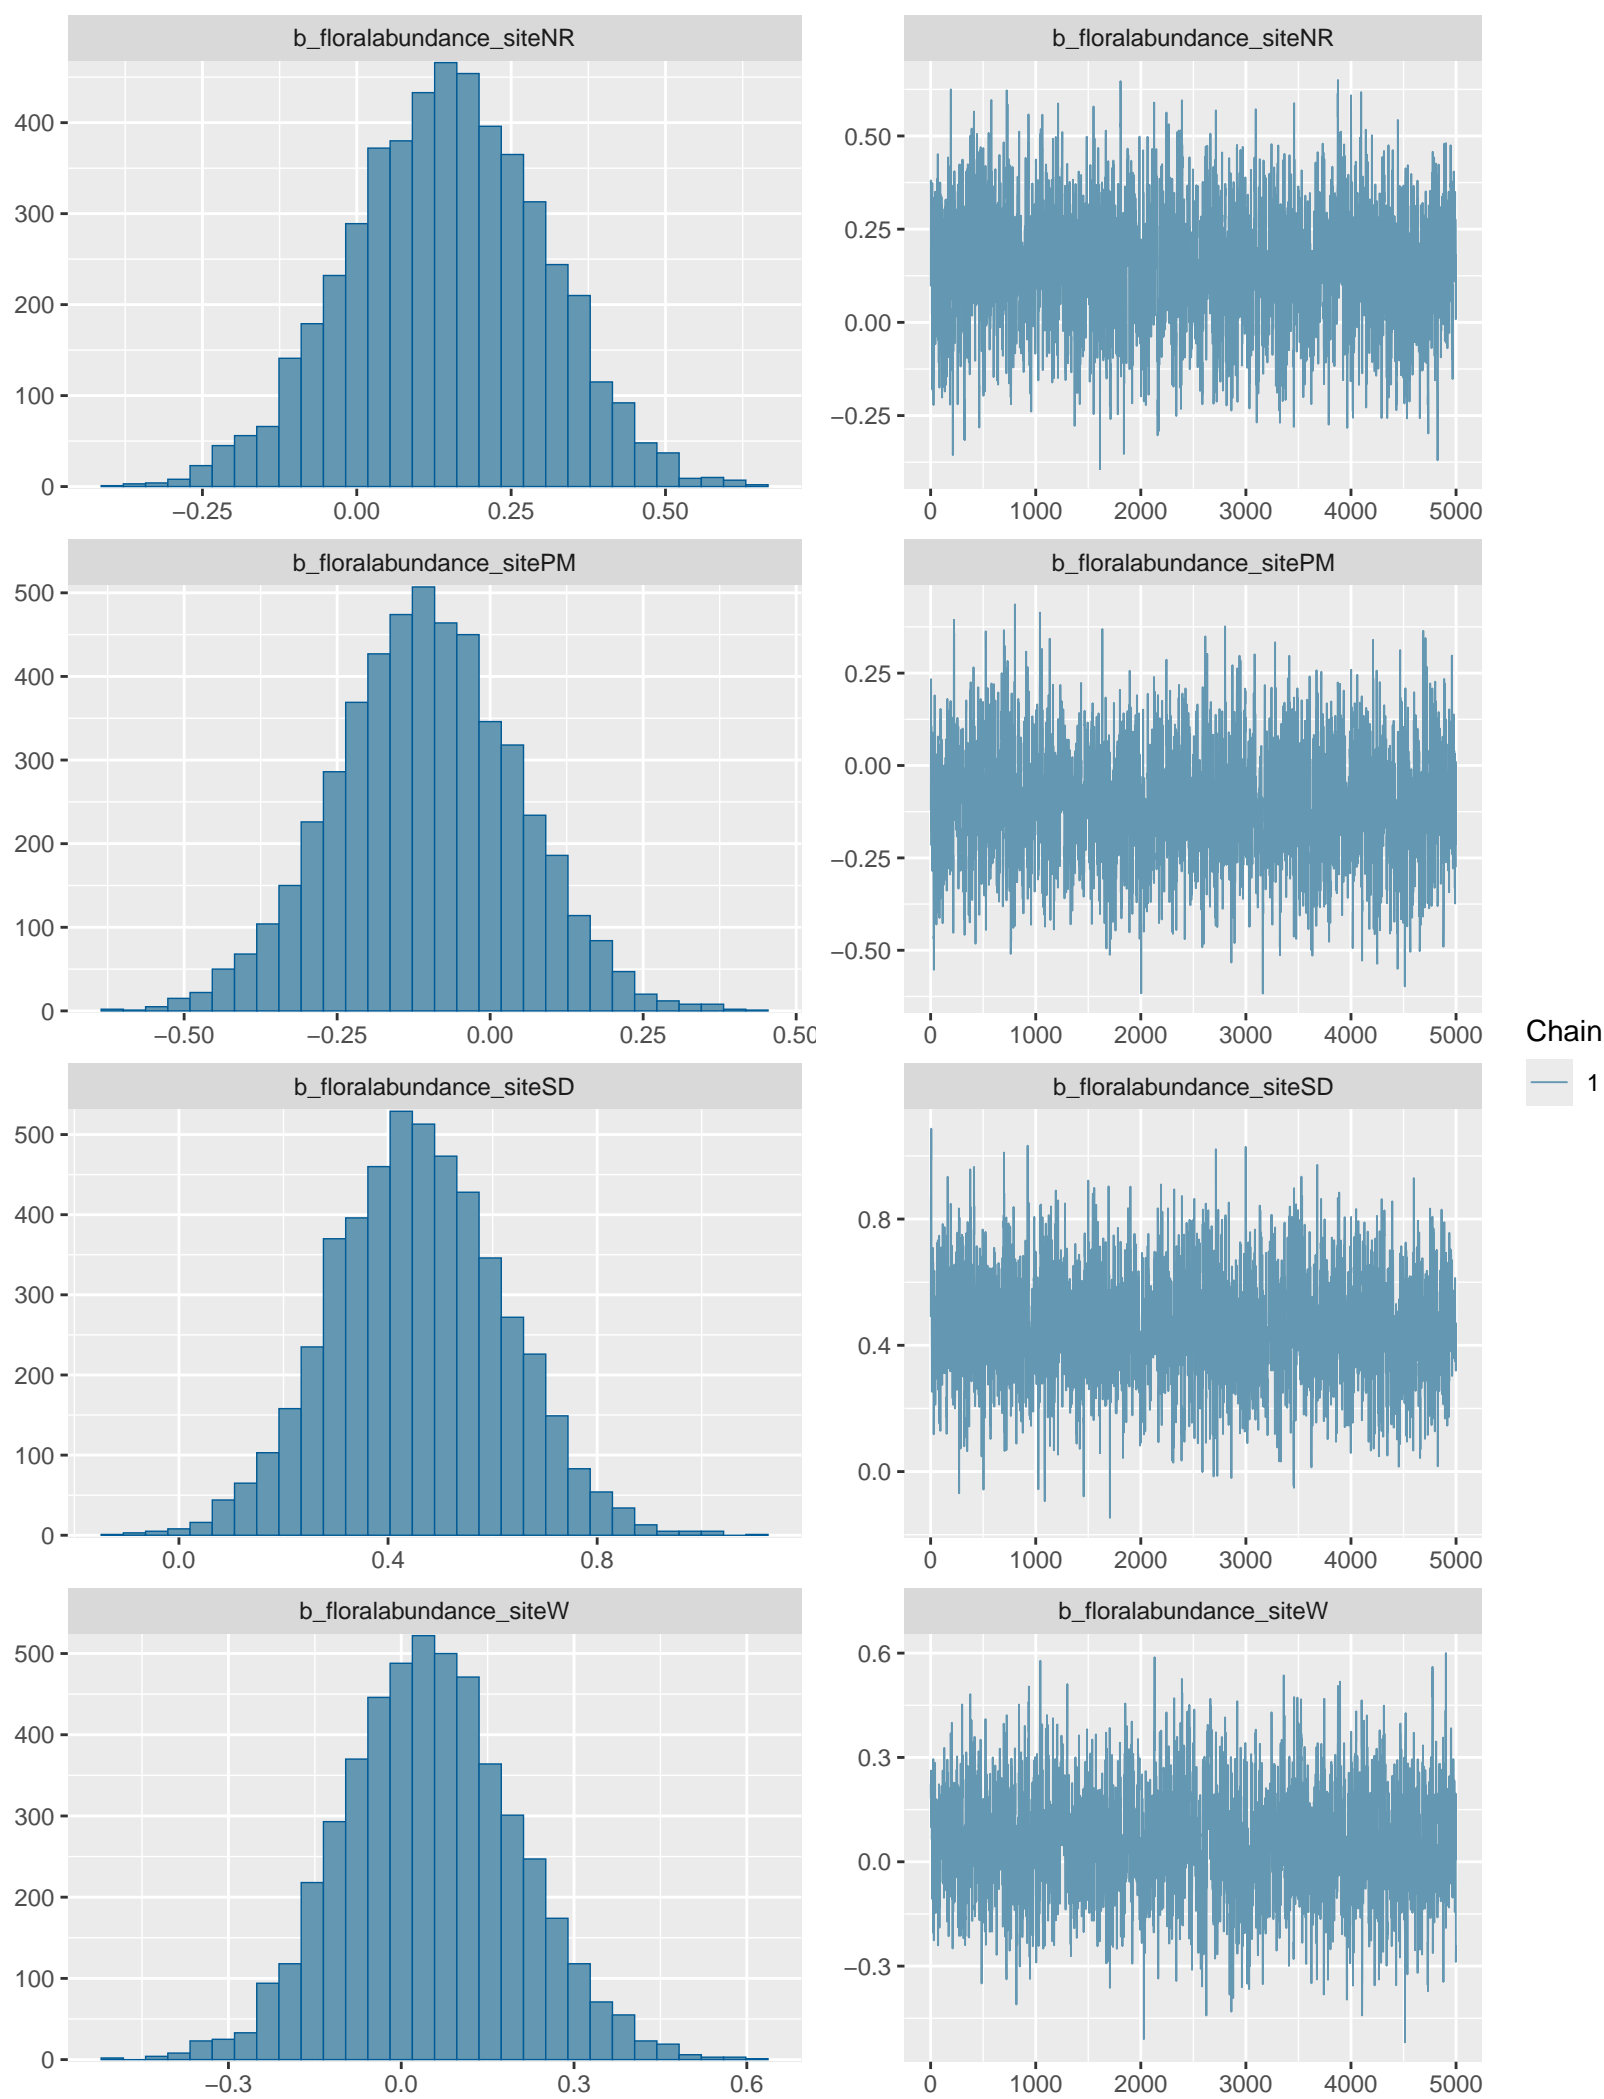 b_floralabundance_siteNR
b_floralabundance_siteNR
400
300
200
100
0
−0.25 0.00 0.25 0.50
0.50
0.25
0.00
−0.25
0 1000 2000 3000 4000 5000
b_floralabundance_sitePM
b_floralabundance_sitePM
500
400
300
200
100
0
−0.50 −0.25 0.00 0.25 0.50
0.25
0.00
−0.25
−0.50
0 1000 2000 3000 4000 5000
Chain
1
b_floralabundance_siteSD
b_floralabundance_siteSD
500
400
300
200
100
0
0.0 0.4 0.8
0.8
0.4
0.0
0 1000 2000 3000 4000 5000
b_floralabundance_siteW
b_floralabundance_siteW
500
400
300
200
100
0
−0.3 0.0 0.3 0.6
0.6
0.3
0.0
−0.3
0 1000 2000 3000 4000 5000